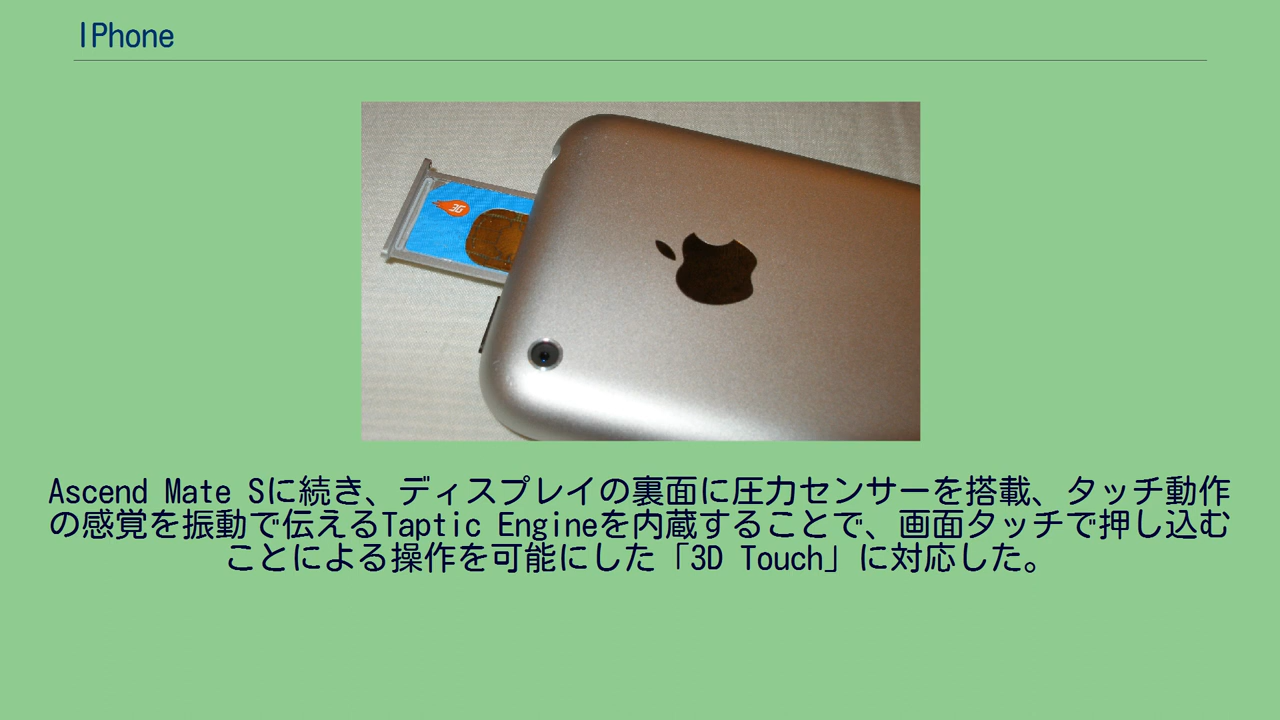 IPhone
3G
Ascend Mate Sに続き、ディスプレイの裏面に圧力センサーを搭載、タッチ動作
の感覚を振動で伝えるTaptic Engineを内蔵することで、画面タッチで押し込む
ことによる操作を可能にした「3D Touch」に対応した。